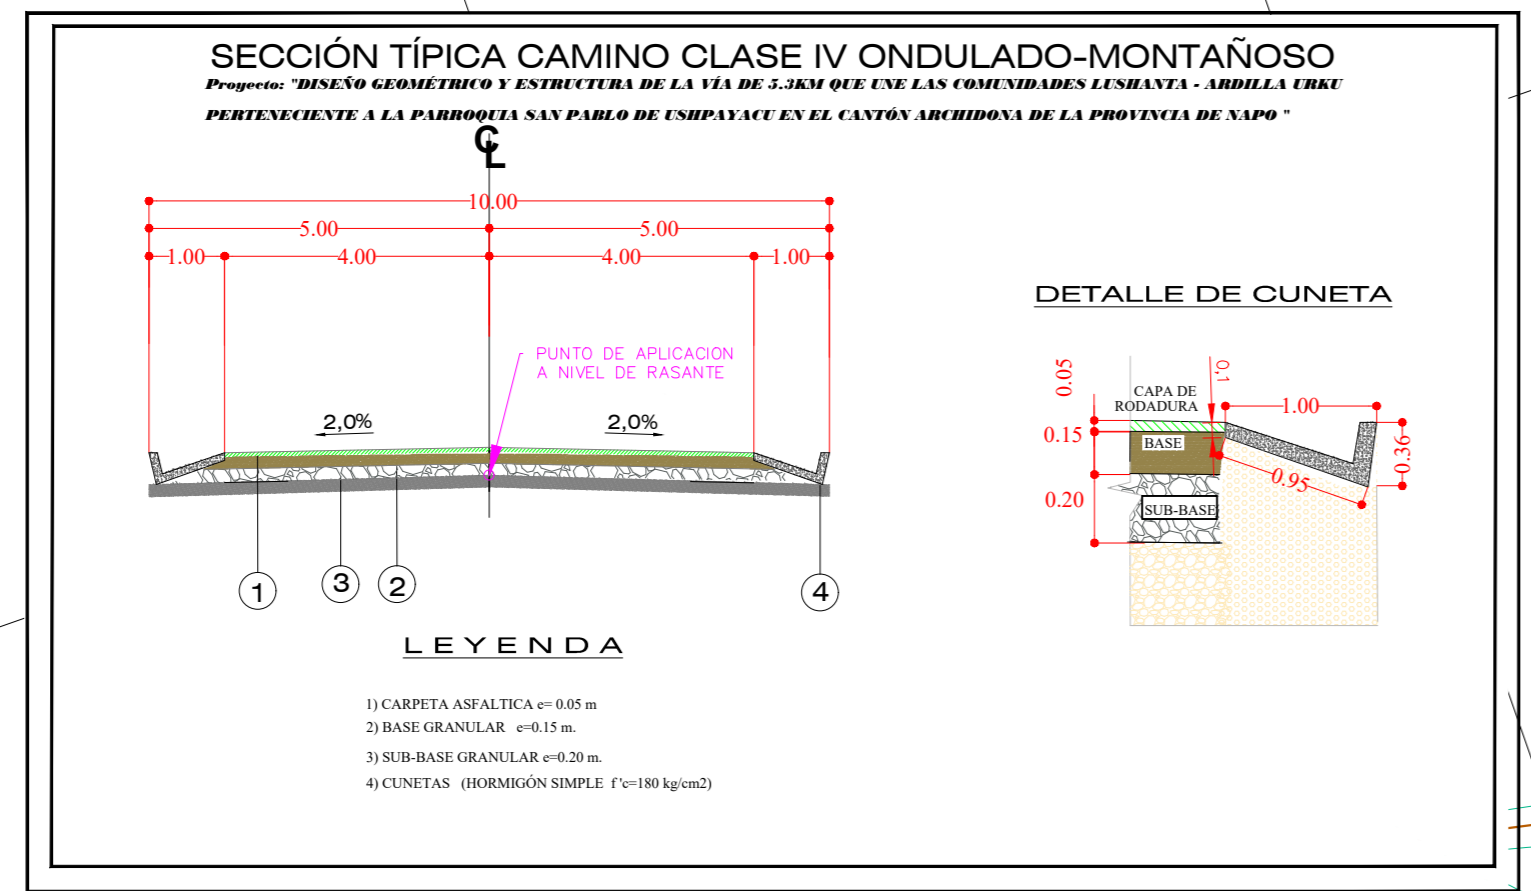 SECCIÓN TÍPICA CAMINO CLASE IV ONDULADO-MONTAÑOSO
Proyecto: "DISEÑO GEOMÉTRICO Y ESTRUCTURA DE LA VÍA DE 5.3KM QUE UNE LAS COMUNIDADES LUSHANTA - ARDILLA URKU
PERTENECIENTE A LA PARROQUIA SAN PABLO DE USHPAYACU EN EL CANTÓN ARCHIDONA DE LA PROVINCIA DE NAPO "
CL
10.00
5.00 5.00
1.00 4.00 4.00 1.00
PUNTO DE APLICACION
A NIVEL DE RASANTE
2,0% 2,0%
1 3 2 4
DETALLE DE CUNETA
0.05
0,1
CAPA DE
RODADURA
1.00
0.15
BASE
0.36
0.95
0.20
SUB-BASE
LEYENDA
1) CARPETA ASFALTICA e= 0.05 m
2) BASE GRANULAR e=0.15 m.
3) SUB-BASE GRANULAR e=0.20 m.
4) CUNETAS (HORMIGÓN SIMPLE f'c=180 kg/cm2)